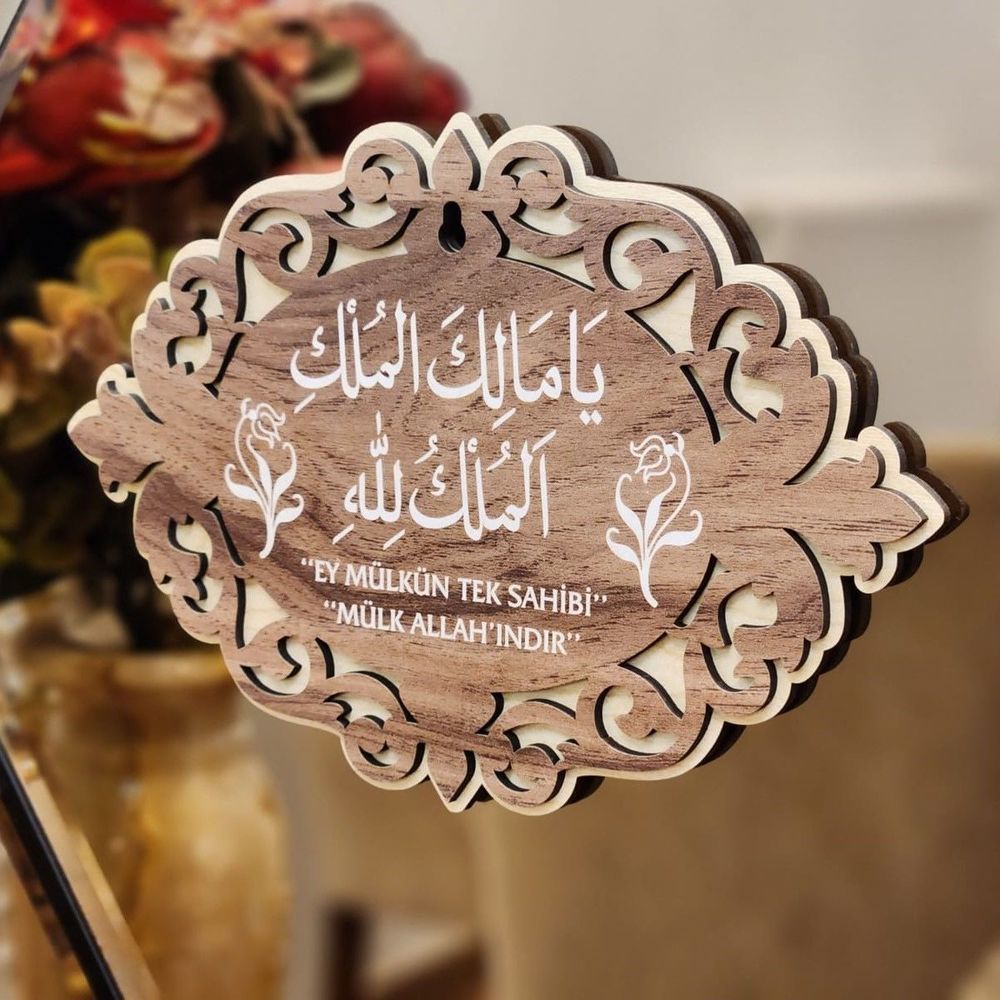 يَا مَالِكَ الْمُلْكِ
اَلْمُلْكُ لِلّٰهِ
‘‘EY MÜLKÜN TEK SAHİBİ’’
‘‘MÜLK ALLAH’INDIR’’